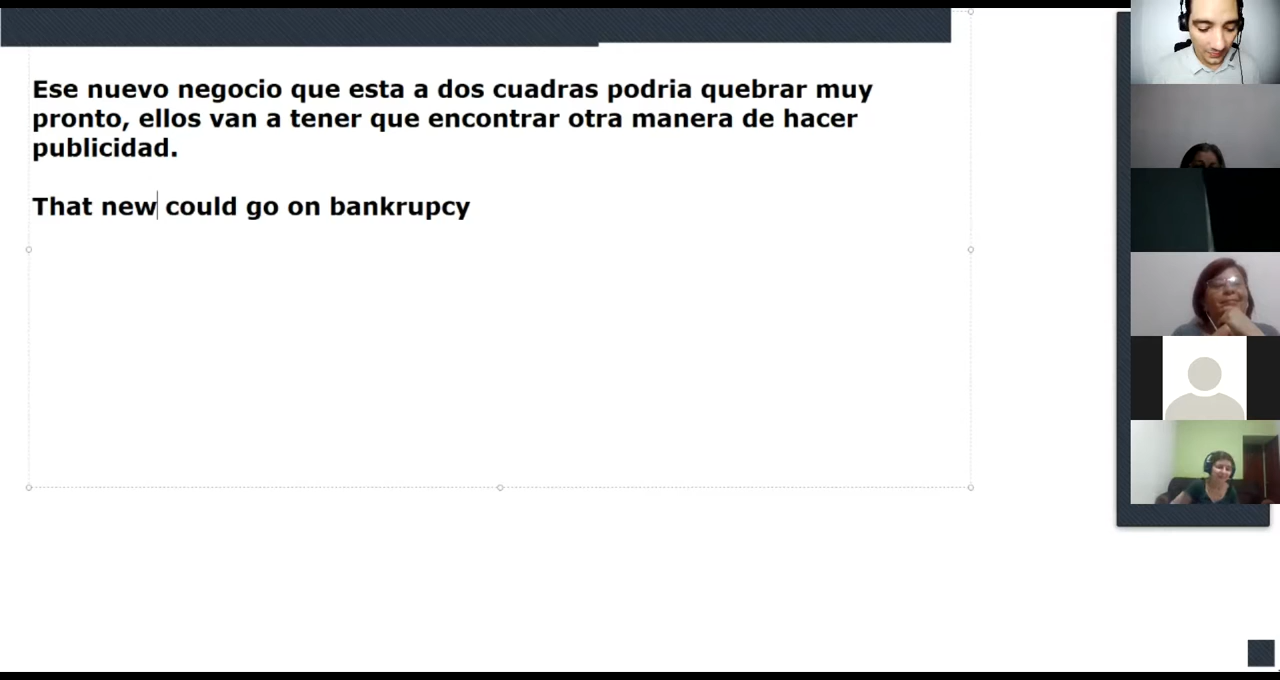 Ese nuevo negocio que esta a dos cuadras podria quebrar muy
pronto, ellos van a tener que encontrar otra manera de hacer
publicidad.
That new could go on bankrupcy